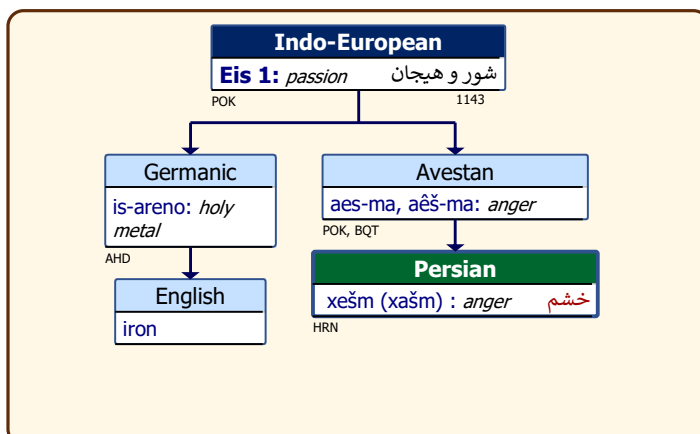 Indo-European
Eis 1: passion شور و هیجان
POK 1143
Germanic
is-areno: holy
metal
AHD
Avestan
aes-ma, aêš-ma: anger
POK, BQT
English
iron
Persian
xešm (xašm) : anger خشم
HRN